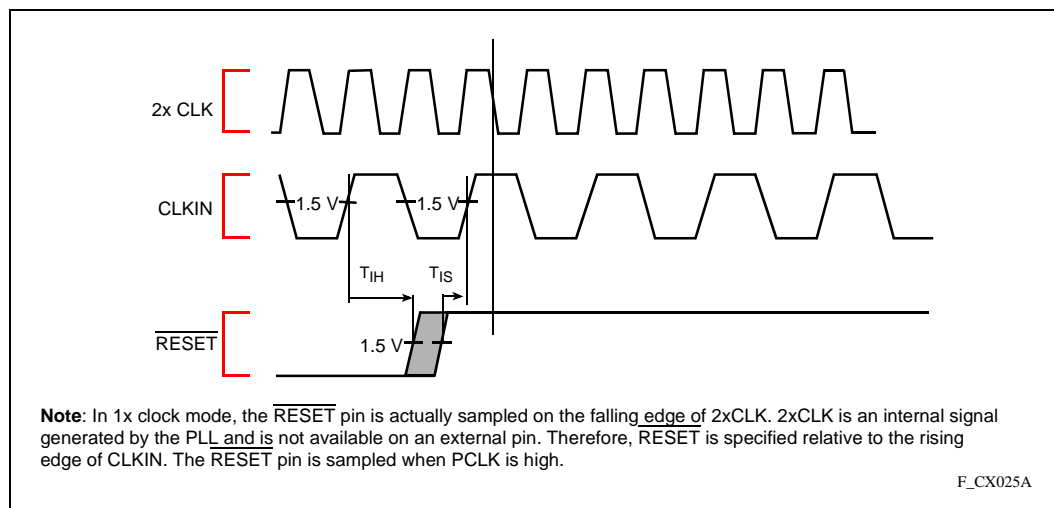 2x CLK
CLKIN
1.5 V
1.5 V
TIH
TIS
RESET
1.5 V
Note: In 1x clock mode, the RESET pin is actually sampled on the falling edge of 2xCLK. 2xCLK is an internal signal
generated by the PLL and is not available on an external pin. Therefore, RESET is specified relative to the rising
edge of CLKIN. The RESET pin is sampled when PCLK is high.
F_CX025A